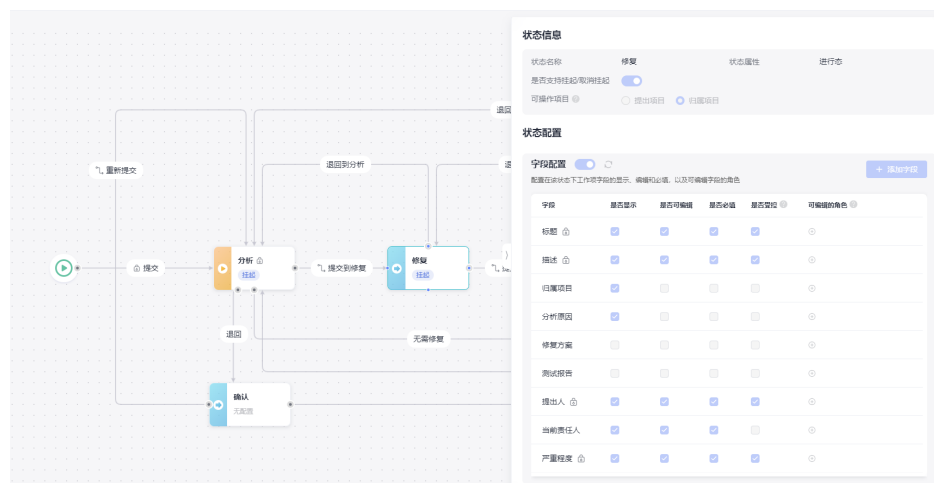 状态信息
状态名称 修复 状态属性 进行态
是否支持挂起/取消挂起
可操作项目 提出项目 归属项目
状态配置
字段配置
+ 添加字段
配置在该状态下工作项字段的显示、编辑和必填，以及可编辑字段的角色
字段 是否显示 是否可编辑 是否必填 是否受控 可编辑的角色
标题
描述
归属项目
分析原因
修复方案
测试报告
提出人
当前责任人
严重程度
退回
重新提交
退回到分析
退
提交
分析
挂起
提交到修复
修复
挂起
退回
无需修复
确认
无配置